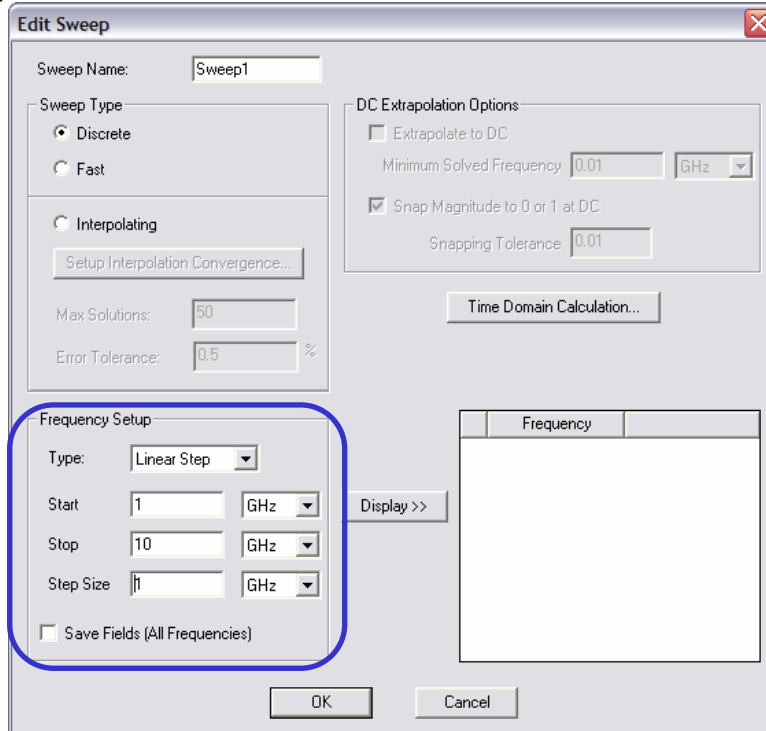 Edit Sweep
Sweep Name: Sweep1
Sweep Type
Discrete
Fast
Interpolating
Setup Interpolation Convergence...
Max Solutions: 50
Error Tolerance: 0.5 %
DC Extrapolation Options
Extrapolate to DC
Minimum Solved Frequency 0.01 GHz
Snap Magnitude to 0 or 1 at DC
Snapping Tolerance 0.01
Time Domain Calculation...
Frequency Setup
Type: Linear Step
Start 1 GHz
Stop 10 GHz
Step Size 1 GHz
Save Fields (All Frequencies)
Display >>
Frequency
OK
Cancel